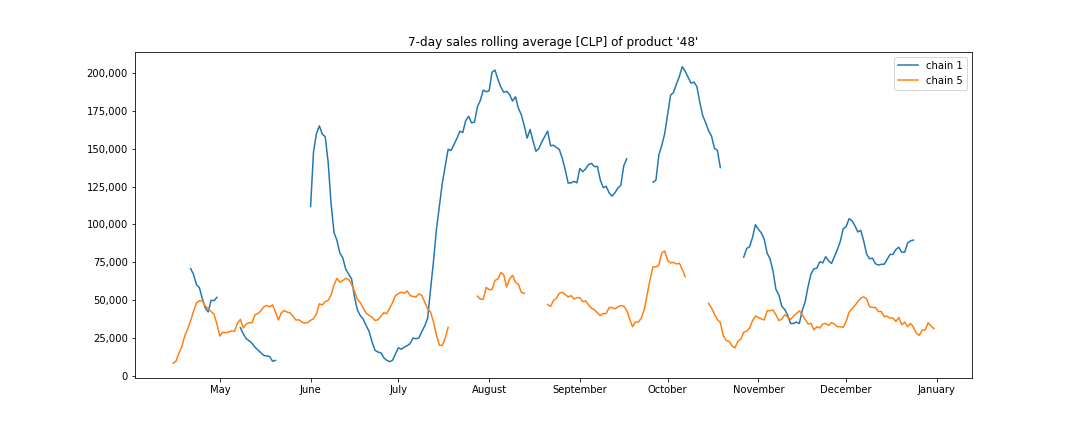 7-day sales rolling average [CLP] of product '48'
chain 1
chain 5
200,000
175,000
150,000
125,000
100,000
75,000
50,000
25,000
0
May June July August September October November December January